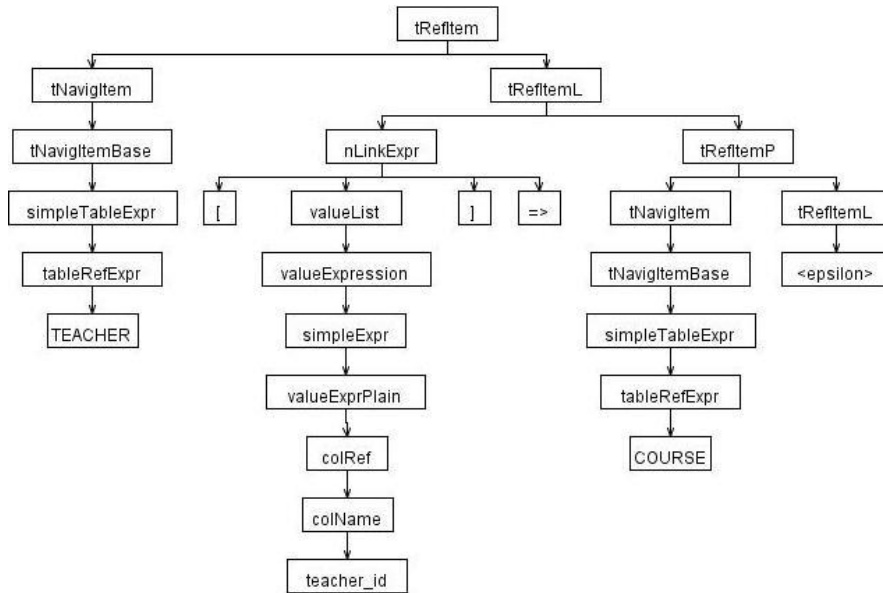 tRefItem
tNavigItem
tRefItemL
tNavigItemBase
nLinkExpr
tRefItemP
simpleTableExpr
[
valueList
]
=>
tNavigItem
tRefItemL
tableRefExpr
valueExpression
tNavigItemBase
<epsilon>
TEACHER
simpleExpr
simpleTableExpr
valueExprPlain
tableRefExpr
colRef
COURSE
colName
teacher_id